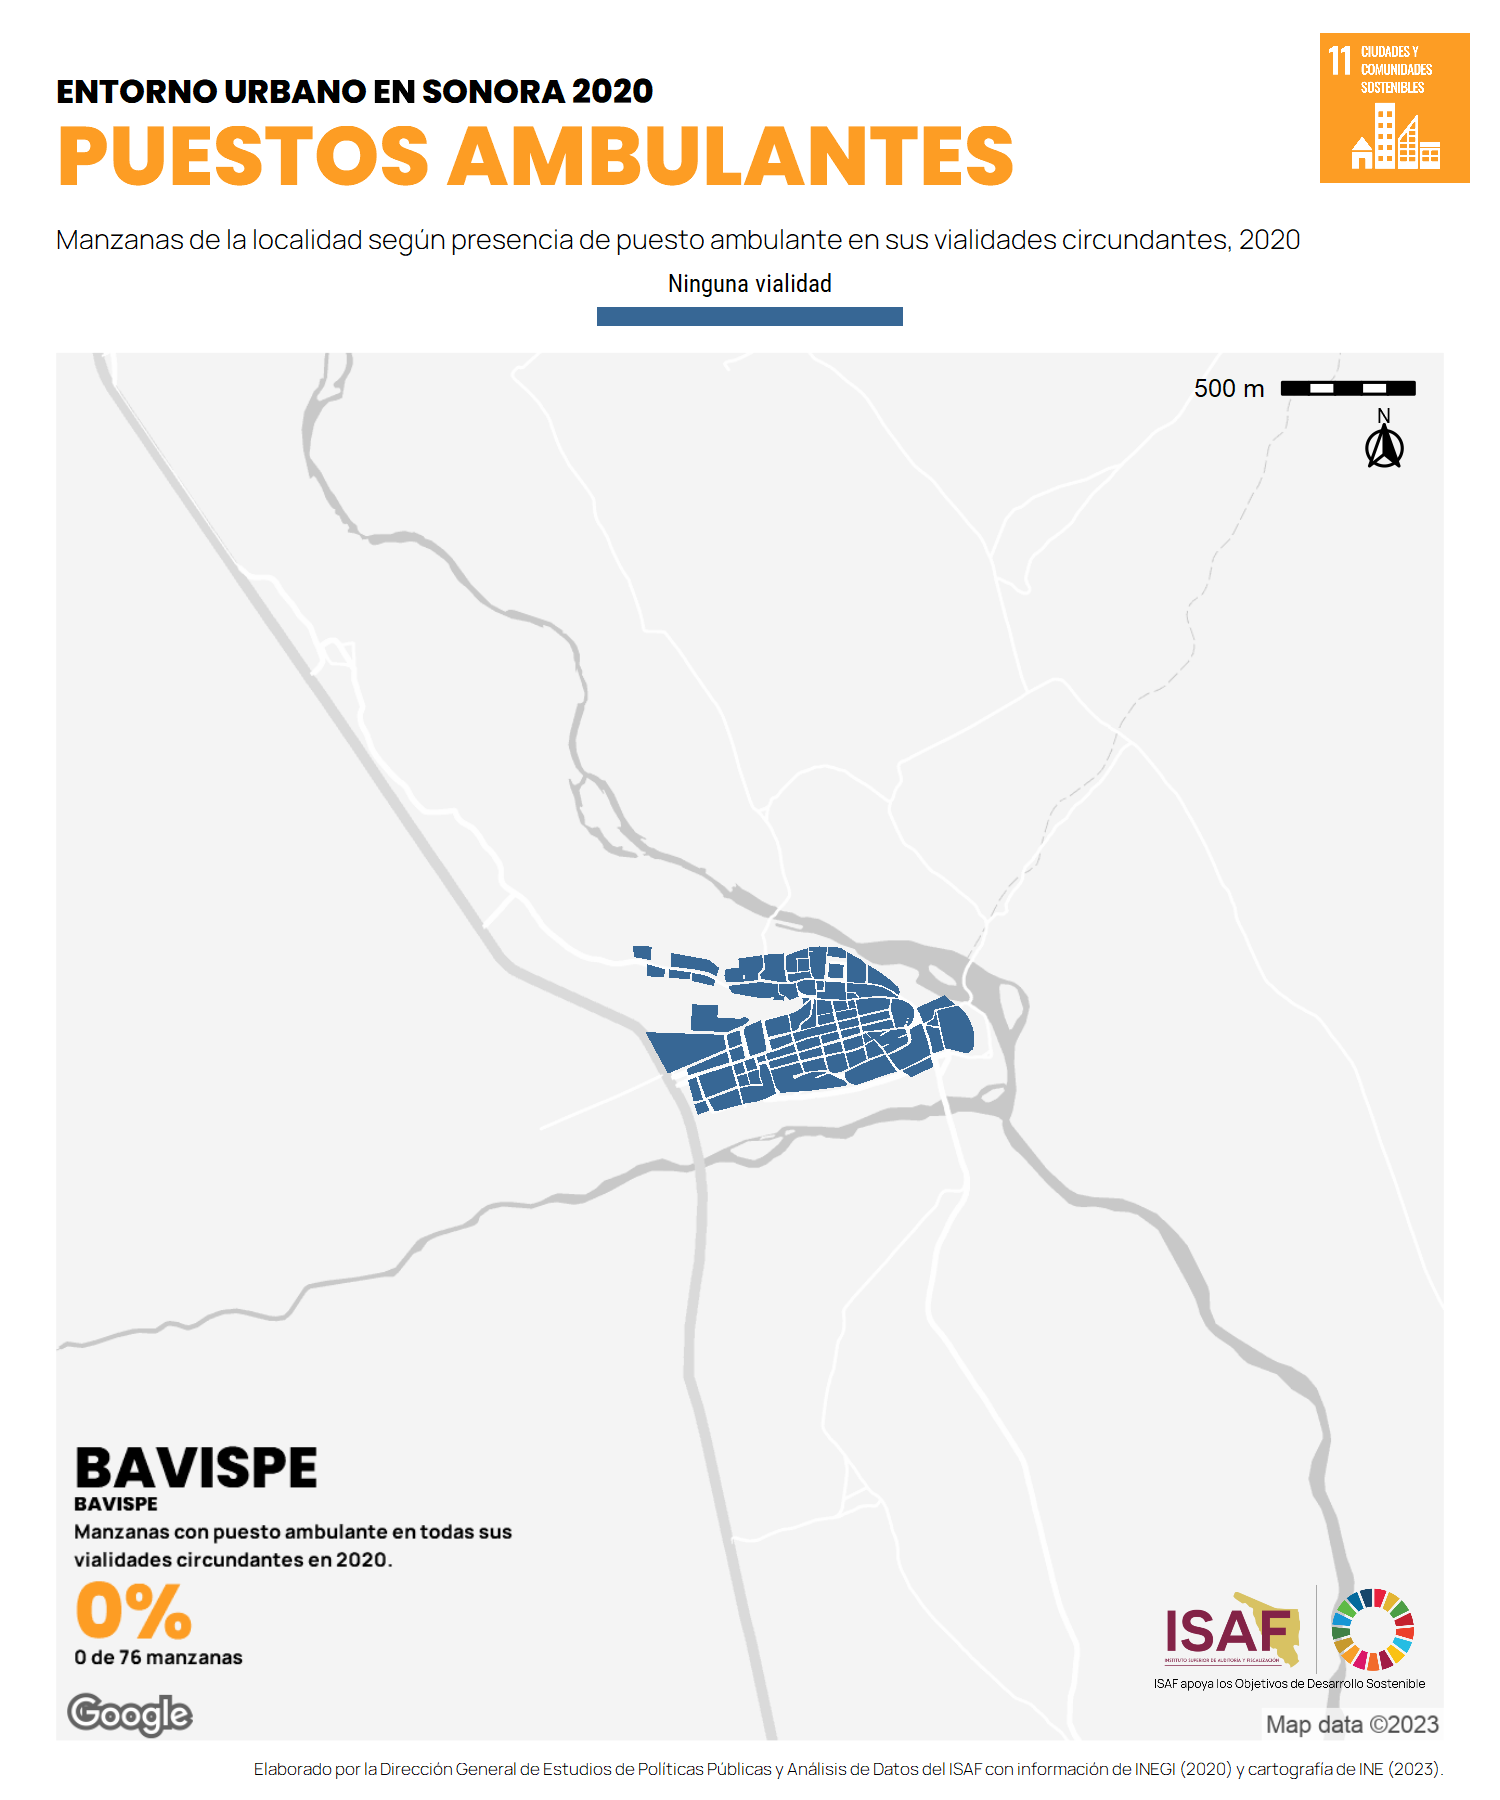 ENTORNO URBANO EN SONORA 2020
PUESTOS AMBULANTES
11 CIUDADES Y
COMUNIDADES
SOSTENIBLES
Manzanas de la localidad según presencia de puesto ambulante en sus vialidades circundantes, 2020
Ninguna vialidad
500 m
N
BAVISPE
BAVISPE
Manzanas con puesto ambulante en todas sus
vialidades circundantes en 2020.
0%
0 de 76 manzanas
Google
ISAF
INSTITUTO SUPERIOR DE AUDITORÍA Y FISCALIZACIÓN
ISAF apoya los Objetivos de Desarrollo Sostenible
Map data ©2023
Elaborado por la Dirección General de Estudios de Políticas Públicas y Análisis de Datos del ISAF con información de INEGI (2020) y cartografía de INE (2023).